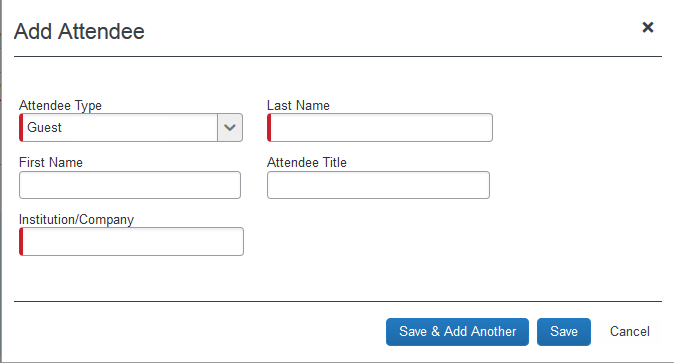 Add Attendee
Attendee Type
Last Name
Guest
First Name
Attendee Title
Institution/Company
Save & Add Another
Save
Cancel